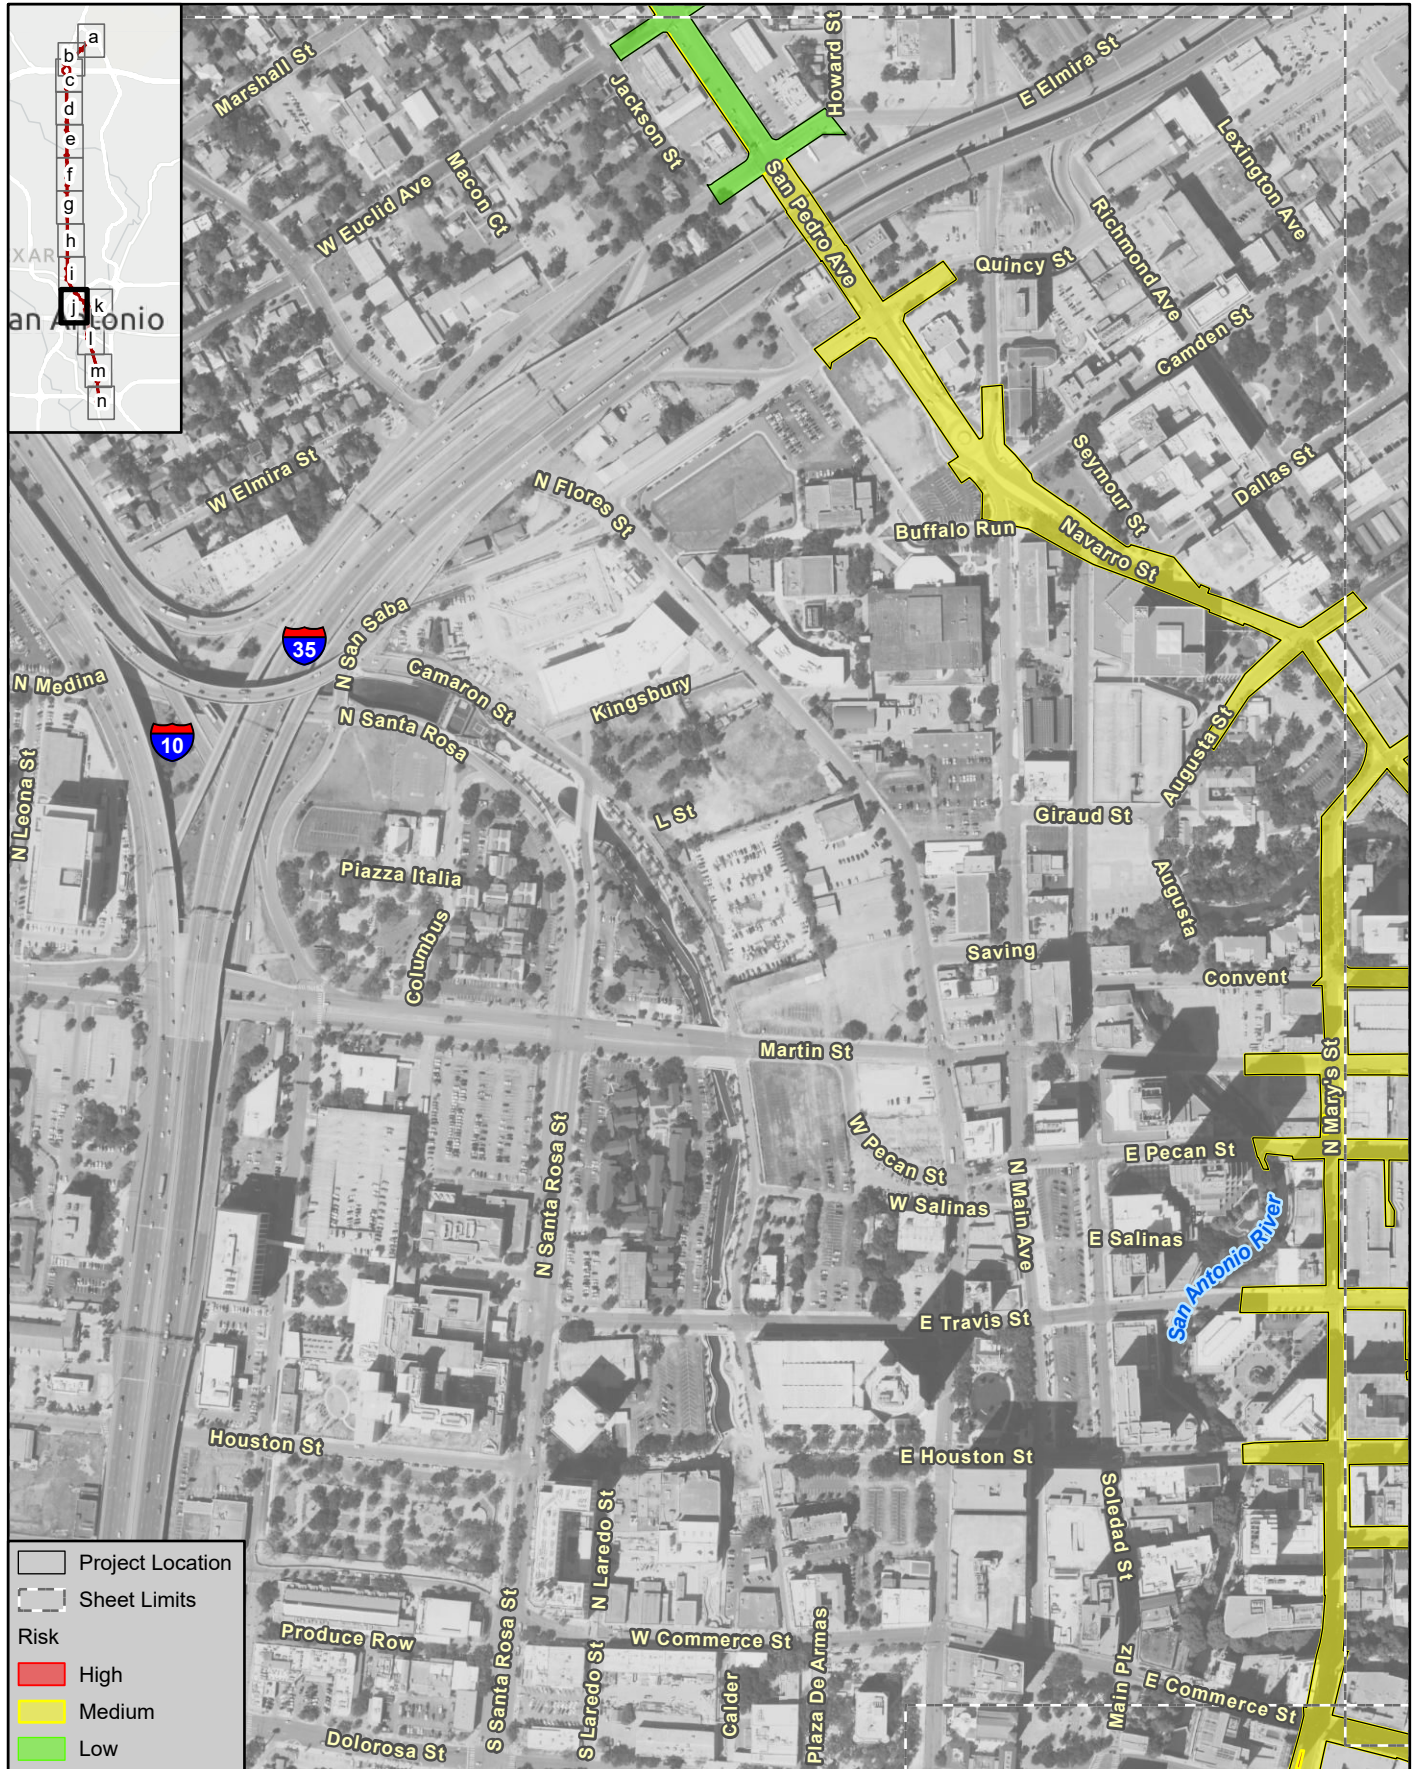 a
b
c
d
e
f
g
h
i
j
k
l
m
n
XAR
an Antonio
Marshall St
Jackson St
Howard St
E Elmira St
Lexington Ave
Macon Ct
W Euclid Ave
San Pedro Ave
Richmond Ave
Quincy St
Camden St
W Elmira St
N Flores St
Seymour St
Dallas St
Buffalo Run
Navarro St
35
N San Saba
N Medina
Camaron St
Kingsbury
N Santa Rosa
10
Augusta St
N Leona St
L St
Giraud St
Piazza Italia
Augusta
Columbus
Saving
Convent
Martin St
N Mary's St
W Pecan St
E Pecan St
N Santa Rosa St
N Main Ave
W Salinas
E Salinas
San Antonio River
E Travis St
Houston St
E Houston St
Soledad St
N Laredo St
Project Location
Sheet Limits
Risk
High
Medium
Low
Produce Row
S Santa Rosa St
W Commerce St
S Laredo St
Calder
Plaza De Armas
Main Plz
E Commerce St
Dolorosa St